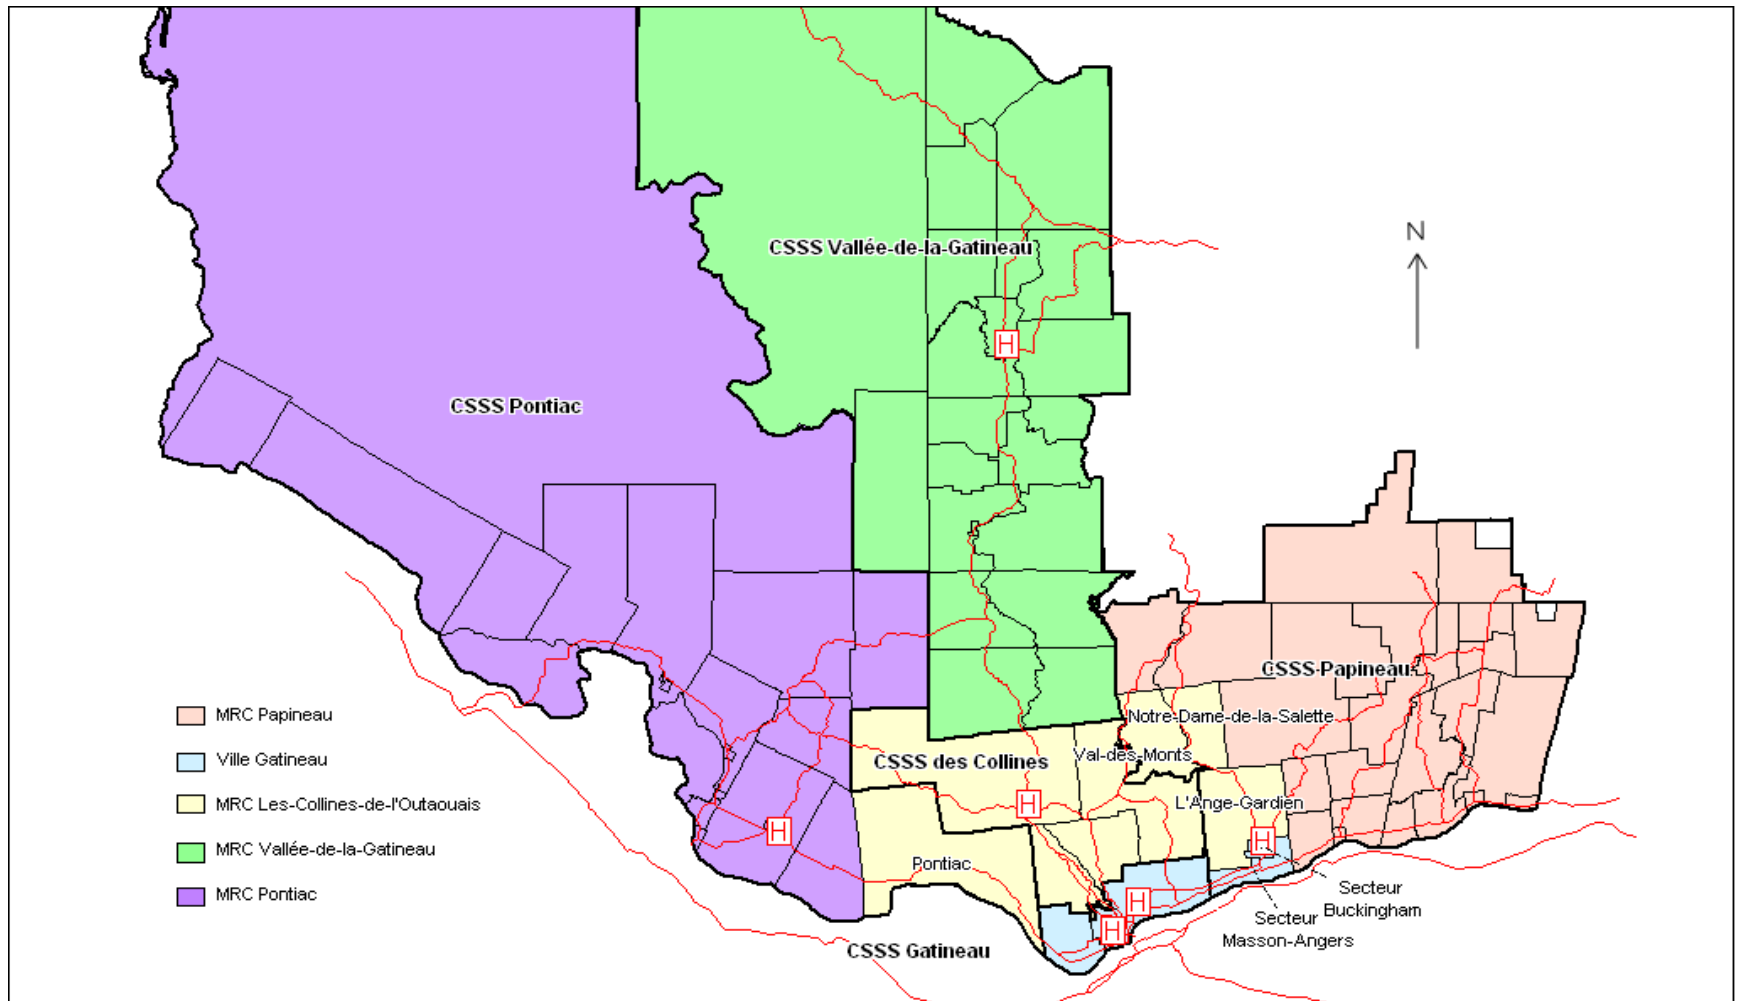 N
CSSS Vallée-de-la-Gatineau
H
CSSS Pontiac
CSSS Papineau
MRC Papineau
Ville Gatineau
MRC Les-Collines-de-l'Outaouais
MRC Vallée-de-la-Gatineau
MRC Pontiac
Notre-Dame-de-la-Salette
Val-des-Monts
CSSS des Collines
H
L'Ange-Gardien
H
H
Pontiac
Secteur
Buckingham
H
Secteur
Masson-Angers
H
CSSS Gatineau